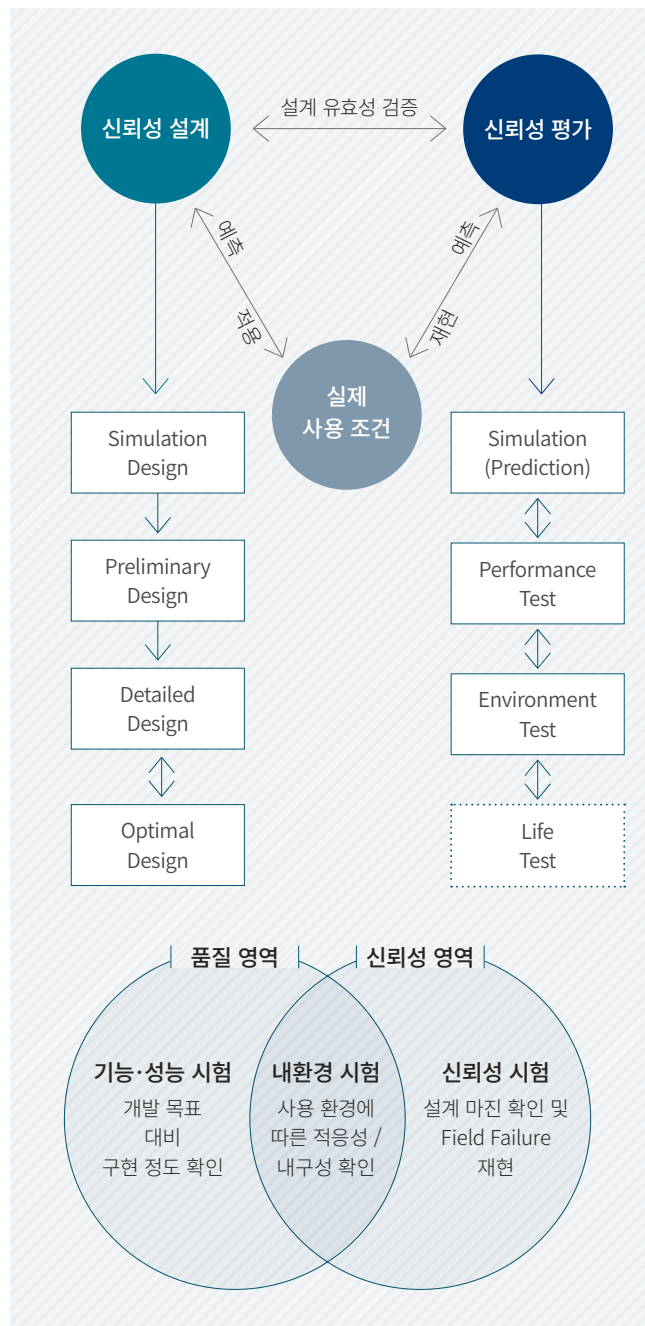 신뢰성 설계
설계 유효성 검증
신뢰성 평가
예측
적용
예측
재현
실제
사용 조건
Simulation
Design
Preliminary
Design
Detailed
Design
Optimal
Design
Simulation
(Prediction)
Performance
Test
Environment
Test
Life
Test
품질 영역
신뢰성 영역
기능·성능 시험
개발 목표
대비
구현 정도 확인
내환경 시험
사용 환경에
따른 적응성 /
내구성 확인
신뢰성 시험
설계 마진 확인 및
Field Failure
재현